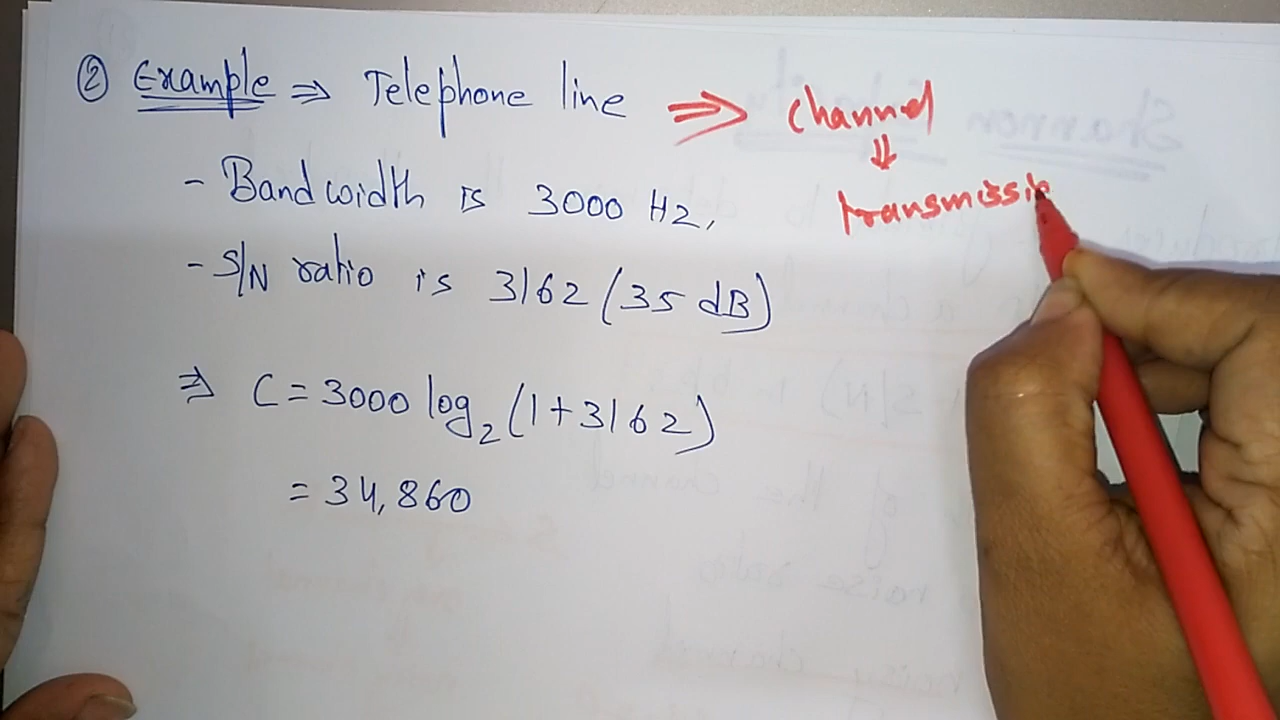 ② Example ⇒ Telephone line ⇒ channel
⇓
transmissio
- Bandwidth is 3000 Hz,
- S/N ratio is 3162 (35 dB)
⇒ C = 3000 log₂ (1+3162)
= 34,860